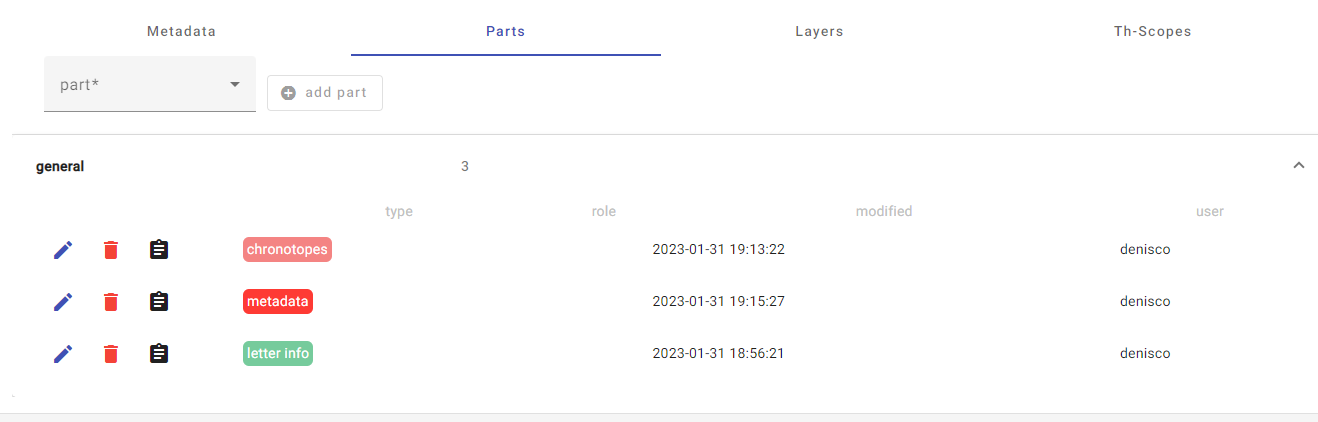 Metadata Parts Layers Th-Scopes
part*
add part
general 3
type role modified user
chronotopes 2023-01-31 19:13:22 denisco
metadata 2023-01-31 19:15:27 denisco
letter info 2023-01-31 18:56:21 denisco